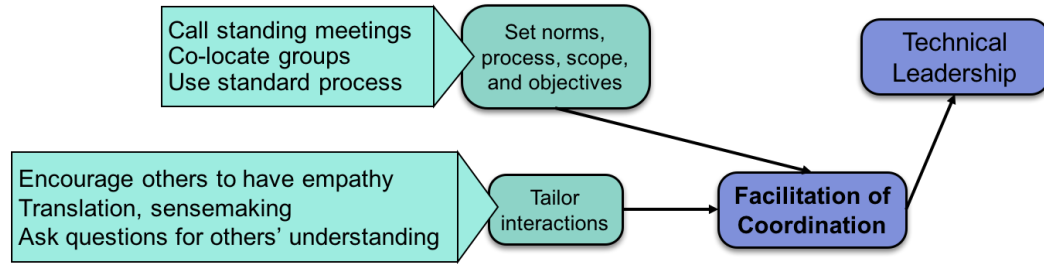 Call standing meetings
Co-locate groups
Use standard process
Set norms,
process, scope,
and objectives
Technical
Leadership
Encourage others to have empathy
Translation, sensemaking
Ask questions for others’ understanding
Tailor
interactions
Facilitation of
Coordination